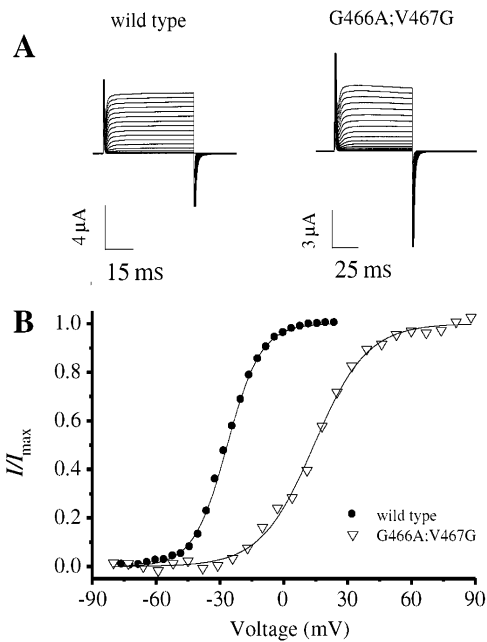 wild type
G466A;V467G
A
4 µA
15 ms
3 µA
25 ms
B
1.0
0.8
0.6
0.4
0.2
0.0
I/Imax
wild type
G466A;V467G
-90 -60 -30 0 30 60 90
Voltage (mV)